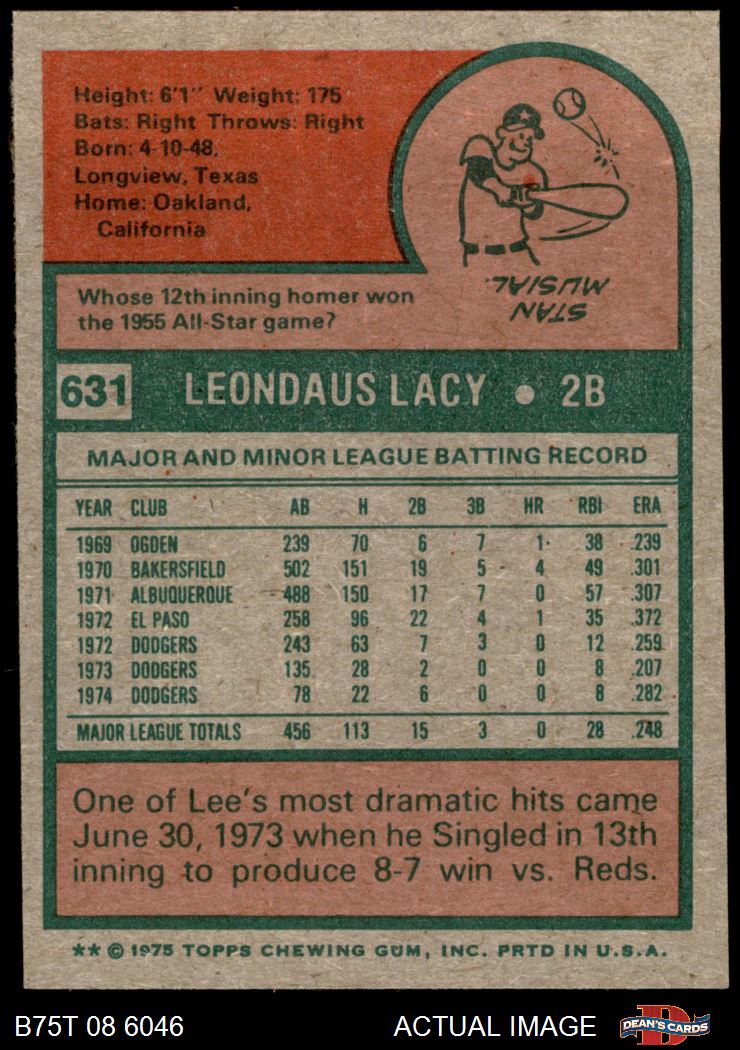 Height: 6'1" Weight: 175
Bats: Right Throws: Right
Born: 4-10-48,
Longview, Texas
Home: Oakland,
California
STAN
MUSIAL.
Whose 12th inning homer won
the 1955 All-Star game?
631 LEONDAUS LACY • 2B
MAJOR AND MINOR LEAGUE BATTING RECORD
YEAR CLUB AB H 2B 3B HR RBI ERA
1969 OGDEN 239 70 6 7 1 38 .239
1970 BAKERSFIELD 502 151 19 5 4 49 .301
1971 ALBUQUERQUE 488 150 17 7 0 57 .307
1972 EL PASO 258 96 22 4 1 35 .372
1972 DODGERS 243 63 7 3 0 12 .259
1973 DODGERS 135 28 2 0 0 8 .207
1974 DODGERS 78 22 6 0 0 8 .282
MAJOR LEAGUE TOTALS 456 113 15 3 0 28 .248
One of Lee's most dramatic hits came
June 30, 1973 when he Singled in 13th
inning to produce 8-7 win vs. Reds.
** © 1975 TOPPS CHEWING GUM, INC. PRTD IN U.S.A.
B75T 08 6046 ACTUAL IMAGE DEAN'S CARDS